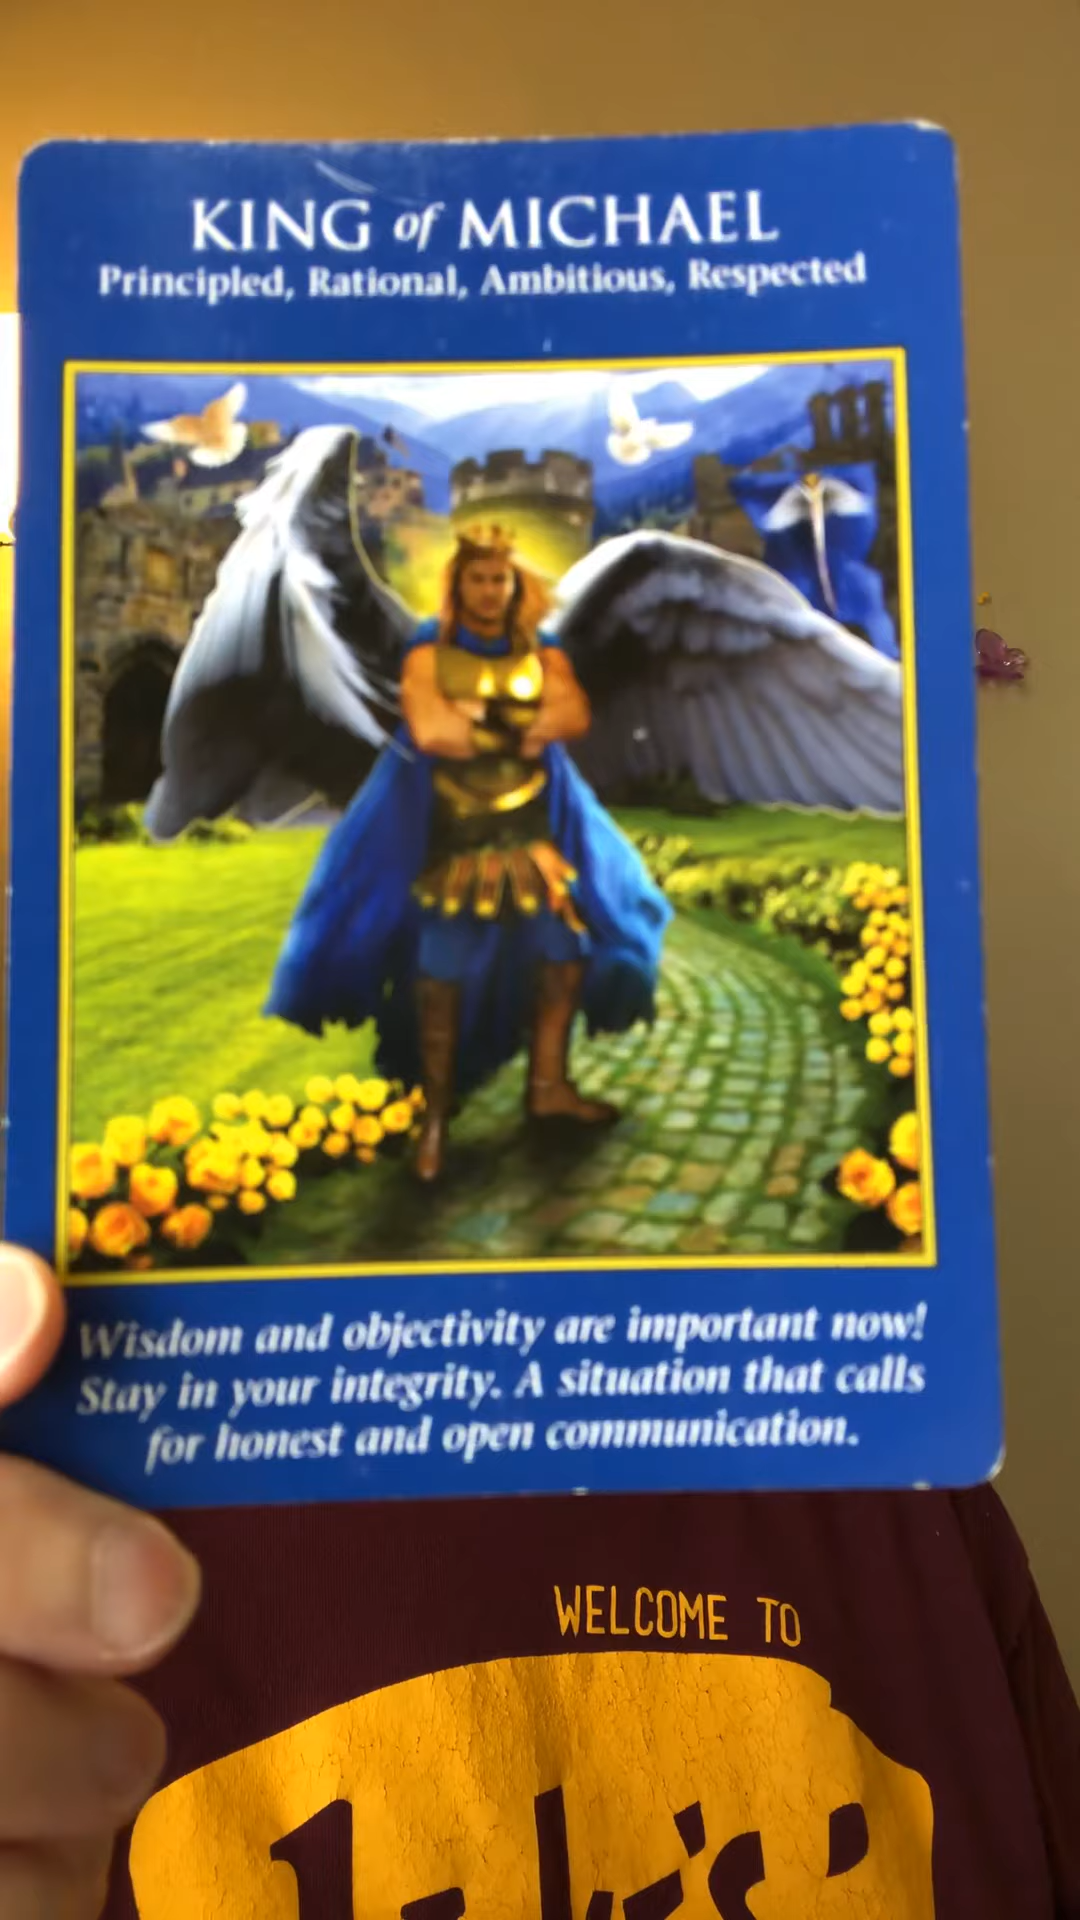 KING of MICHAEL
Principled, Rational, Ambitious, Respected
Wisdom and objectivity are important now!
Stay in your integrity. A situation that calls
for honest and open communication.
WELCOME TO